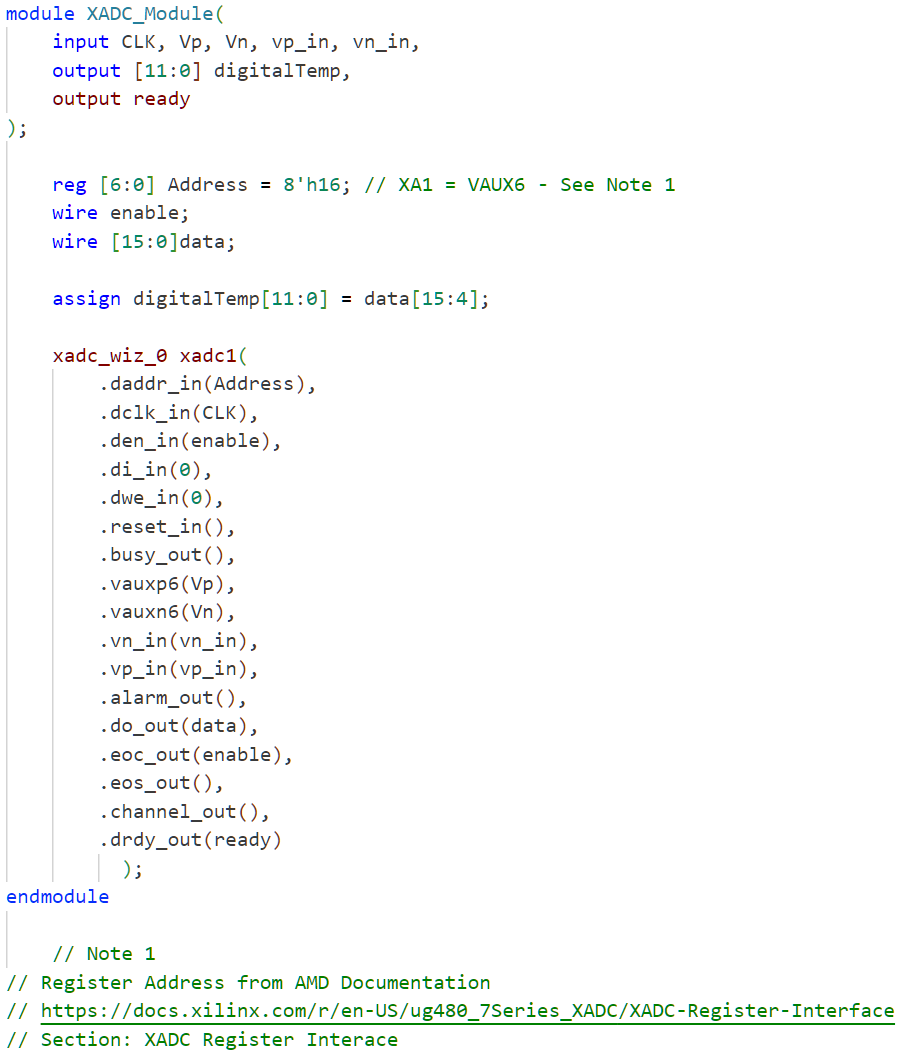 module XADC_Module(
    input CLK, Vp, Vn, vp_in, vn_in,
    output [11:0] digitalTemp,
    output ready
);
    reg [6:0] Address = 8'h16; // XA1 = VAUX6 - See Note 1
    wire enable;
    wire [15:0]data;
    assign digitalTemp[11:0] = data[15:4];
    xadc_wiz_0 xadc1(
        .daddr_in(Address),
        .dclk_in(CLK),
        .den_in(enable),
        .di_in(0),
        .dwe_in(0),
        .reset_in(),
        .busy_out(),
        .vauxp6(Vp),
        .vauxn6(Vn),
        .vn_in(vn_in),
        .vp_in(vp_in),
        .alarm_out(),
        .do_out(data),
        .eoc_out(enable),
        .eos_out(),
        .channel_out(),
        .drdy_out(ready)
          );
endmodule
    // Note 1
// Register Address from AMD Documentation
// https://docs.xilinx.com/r/en-US/ug480_7Series_XADC/XADC-Register-Interface
// Section: XADC Register Interace